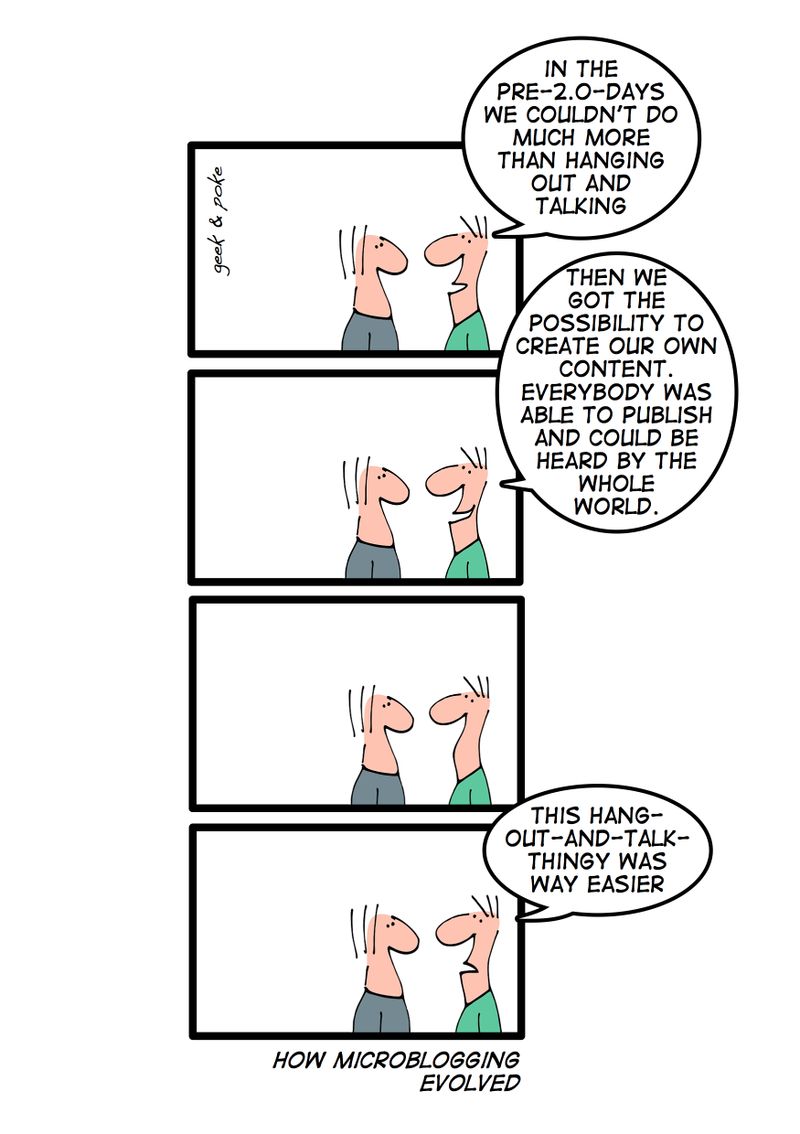 IN THE
PRE-2.0-DAYS
WE COULDN'T DO
MUCH MORE
THAN HANGING
OUT AND
TALKING
geek & poke
THEN WE
GOT THE
POSSIBILITY TO
CREATE OUR OWN
CONTENT.
EVERYBODY WAS
ABLE TO PUBLISH
AND COULD BE
HEARD BY THE
WHOLE
WORLD.
THIS HANG-
OUT-AND-TALK-
THINGY WAS
WAY EASIER
HOW MICROBLOGGING
EVOLVED